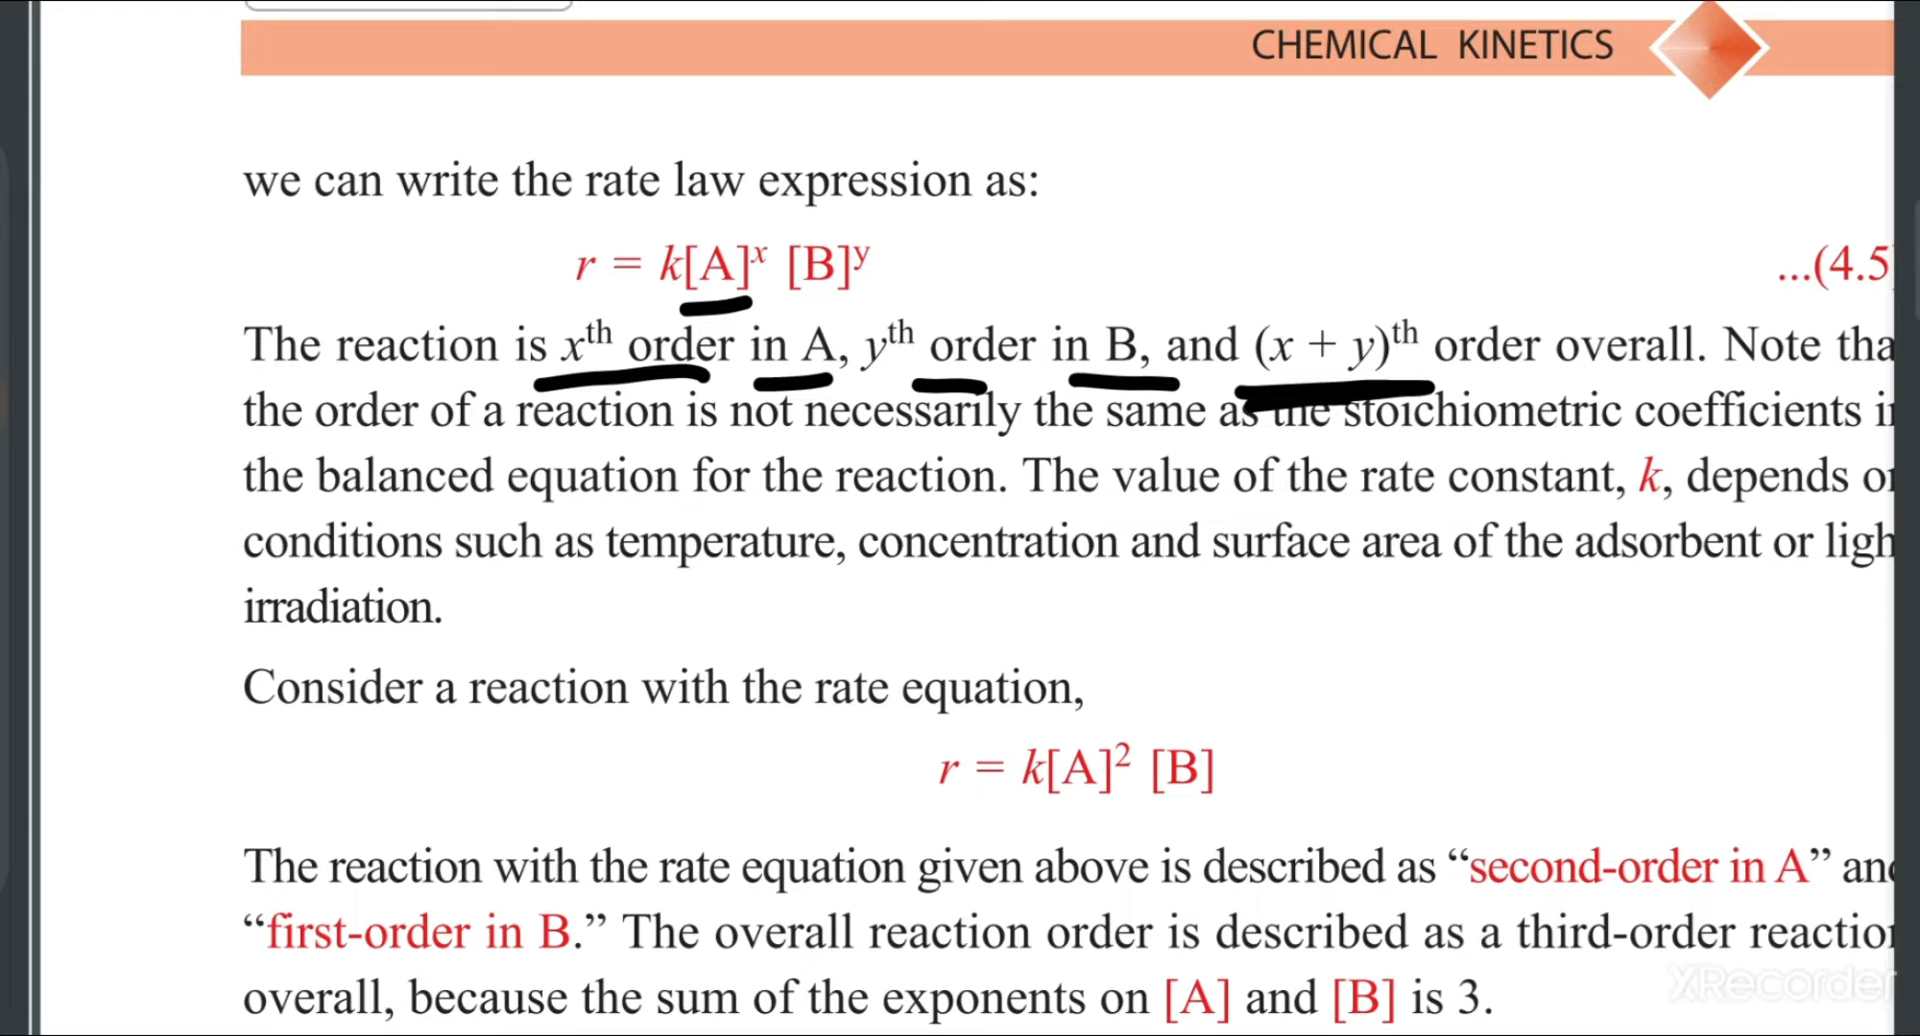 CHEMICAL KINETICS
we can write the rate law expression as:
r = k[A]ˣ [B]ʸ ...(4.5
The reaction is xᵗʰ order in A, yᵗʰ order in B, and (x + y)ᵗʰ order overall. Note tha
the order of a reaction is not necessarily the same as the stoichiometric coefficients i
the balanced equation for the reaction. The value of the rate constant, k, depends o
conditions such as temperature, concentration and surface area of the adsorbent or ligh
irradiation.
Consider a reaction with the rate equation,
r = k[A]² [B]
The reaction with the rate equation given above is described as “second-order in A” an
“first-order in B.” The overall reaction order is described as a third-order reactio
overall, because the sum of the exponents on [A] and [B] is 3.
XRecorder